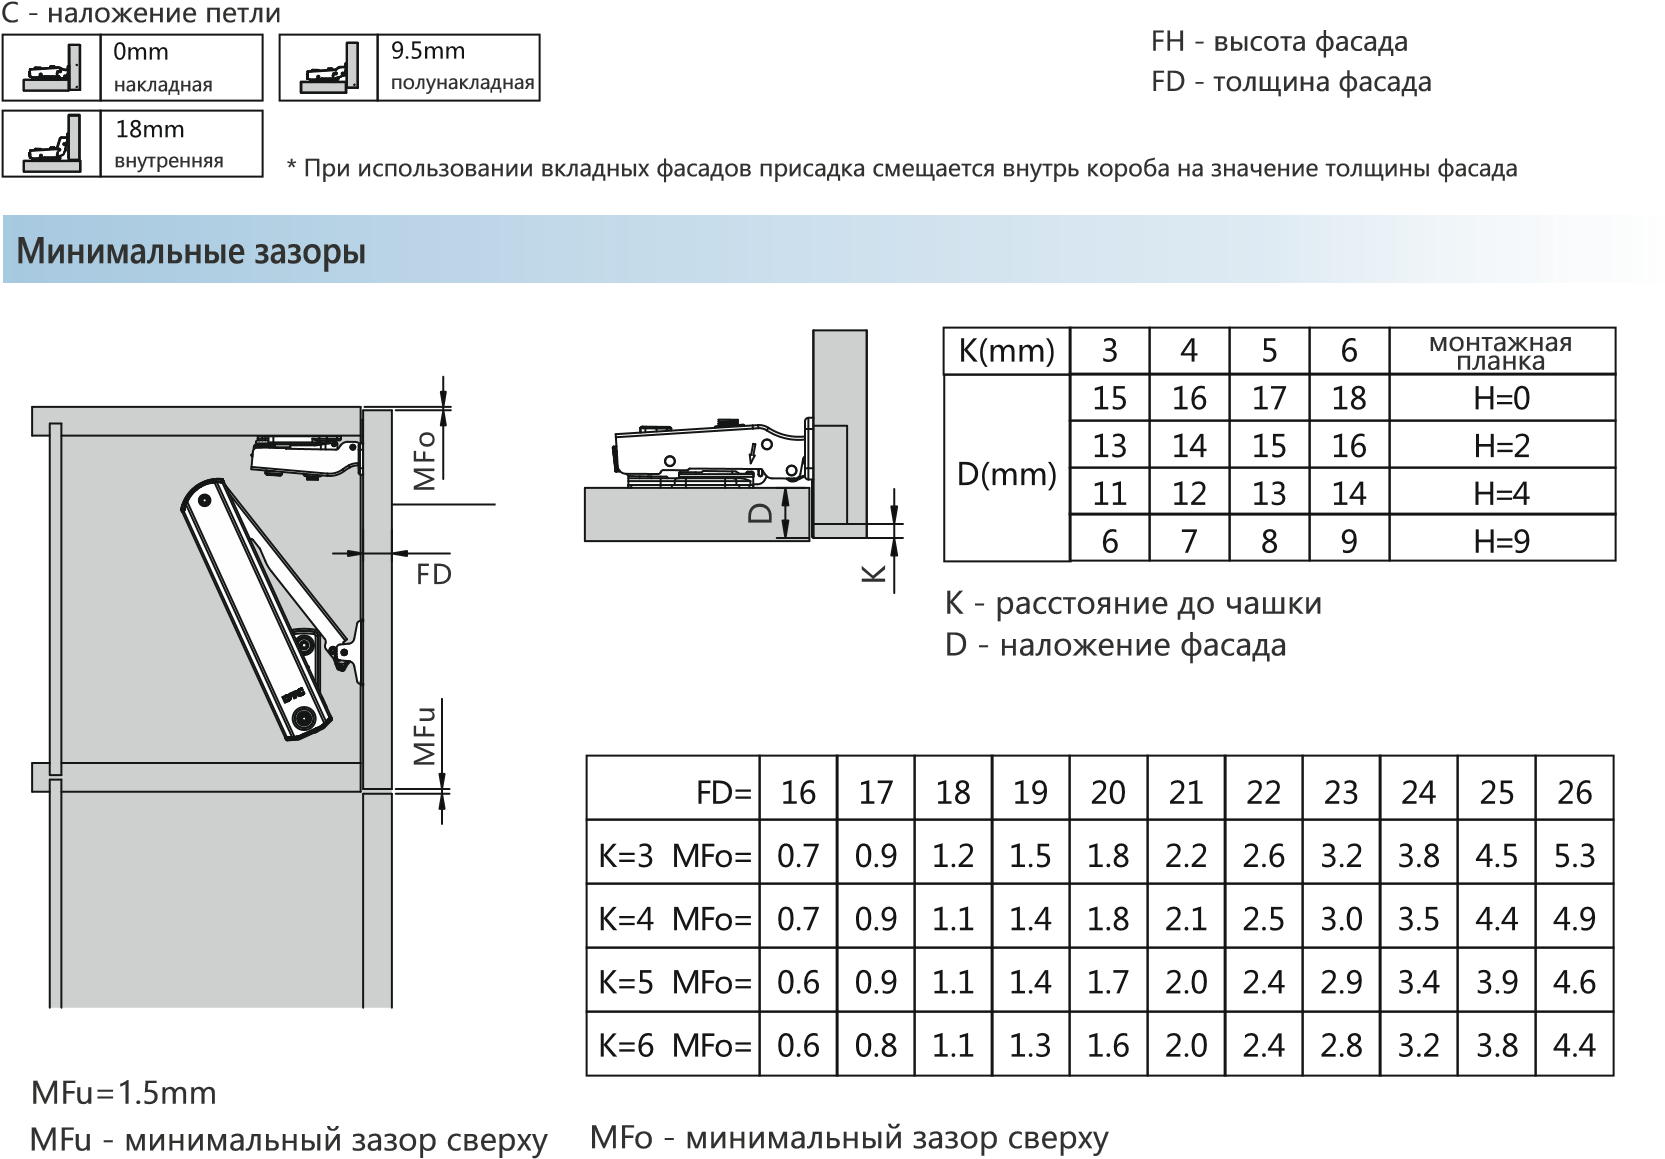 C - наложение петли
0mm
накладная
9.5mm
полунакладная
18mm
внутренняя
FH - высота фасада
FD - толщина фасада
* При использовании вкладных фасадов присадка смещается внутрь короба на значение толщины фасада
Минимальные зазоры
MFo
FD
DTC
MFu
D
K
K(mm) 3 4 5 6 монтажная планка
D(mm) 15 16 17 18 H=0
13 14 15 16 H=2
11 12 13 14 H=4
6 7 8 9 H=9
K - расстояние до чашки
D - наложение фасада
FD= 16 17 18 19 20 21 22 23 24 25 26
K=3 MFo= 0.7 0.9 1.2 1.5 1.8 2.2 2.6 3.2 3.8 4.5 5.3
K=4 MFo= 0.7 0.9 1.1 1.4 1.8 2.1 2.5 3.0 3.5 4.4 4.9
K=5 MFo= 0.6 0.9 1.1 1.4 1.7 2.0 2.4 2.9 3.4 3.9 4.6
K=6 MFo= 0.6 0.8 1.1 1.3 1.6 2.0 2.4 2.8 3.2 3.8 4.4
MFu=1.5mm
MFu - минимальный зазор сверху
MFo - минимальный зазор сверху